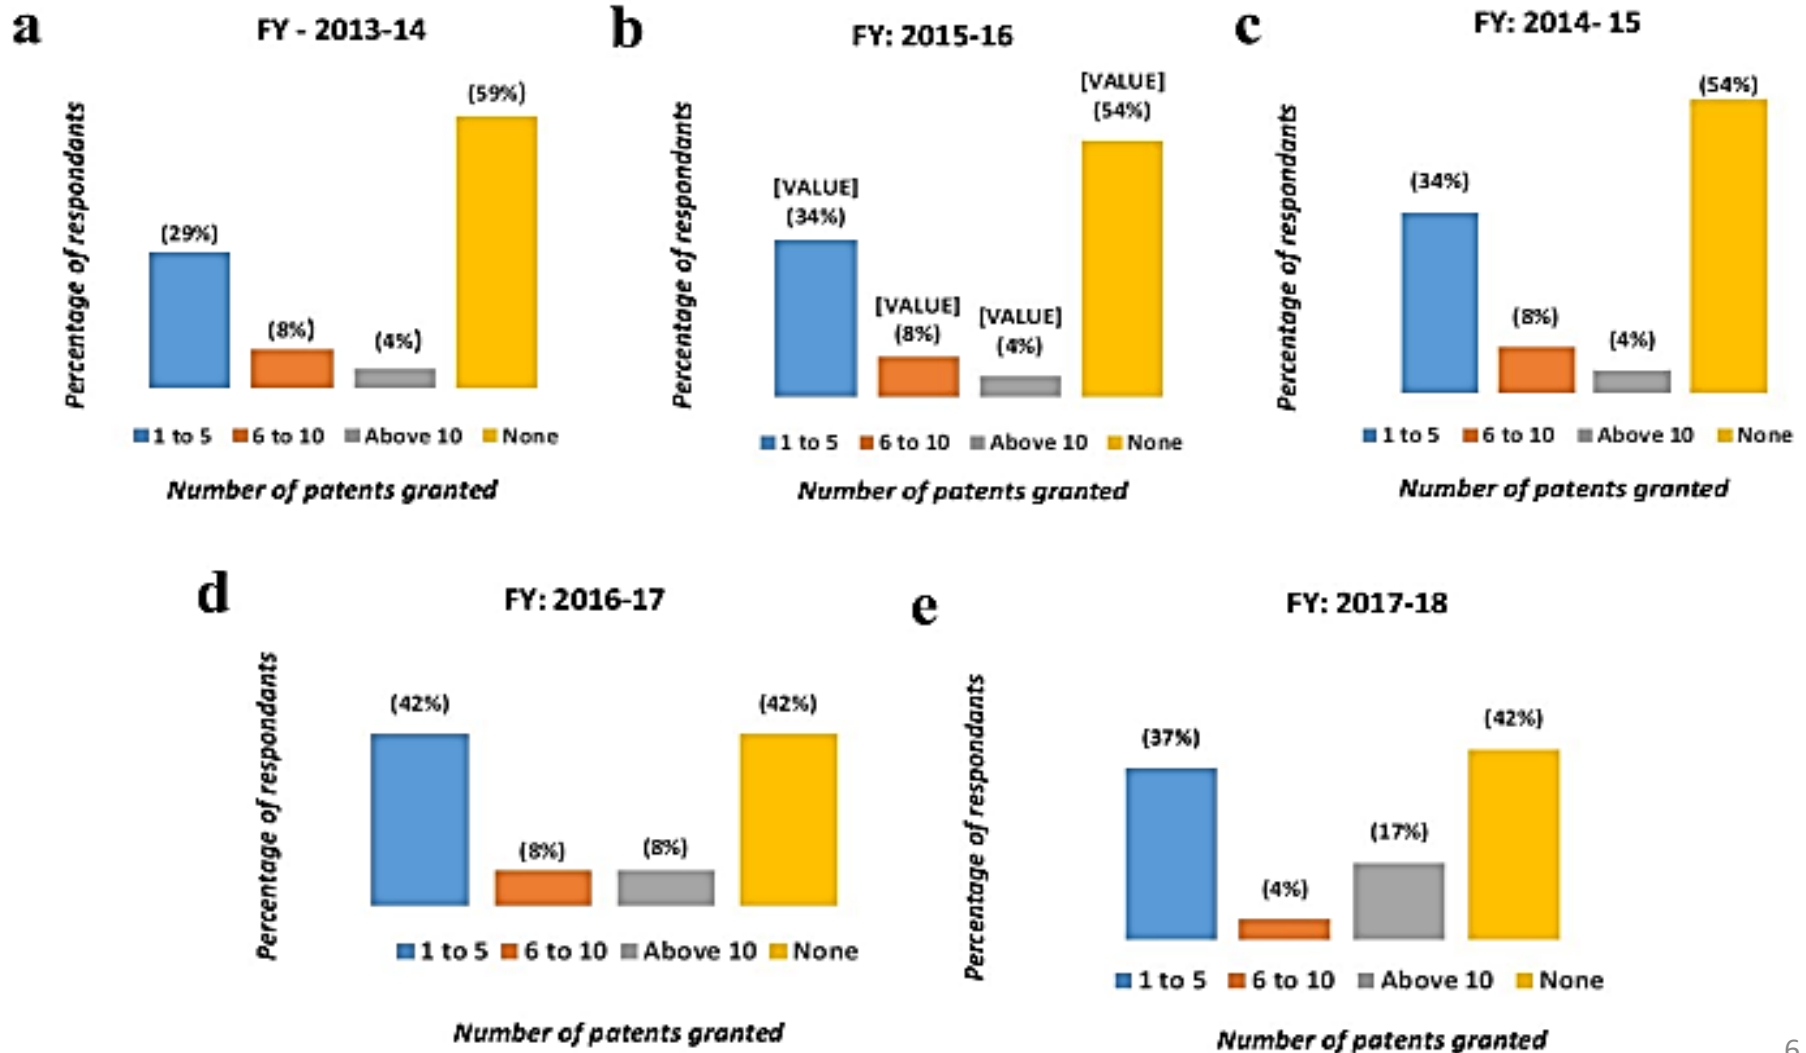 a
FY - 2013-14
Percentage of respondants
(59%)
(29%)
(8%)
(4%)
1 to 5 6 to 10 Above 10 None
Number of patents granted
b
FY: 2015-16
Percentage of respondants
[VALUE]
(54%)
[VALUE]
(34%)
[VALUE]
(8%)
[VALUE]
(4%)
1 to 5 6 to 10 Above 10 None
Number of patents granted
c
FY: 2014- 15
Percentage of respondants
(54%)
(34%)
(8%)
(4%)
1 to 5 6 to 10 Above 10 None
Number of patents granted
d
FY: 2016-17
Percentage of respondants
(42%)
(8%)
(8%)
(42%)
1 to 5 6 to 10 Above 10 None
Number of patents granted
e
FY: 2017-18
Percentage of respondants
(37%)
(4%)
(17%)
(42%)
1 to 5 6 to 10 Above 10 None
Number of patents granted
6